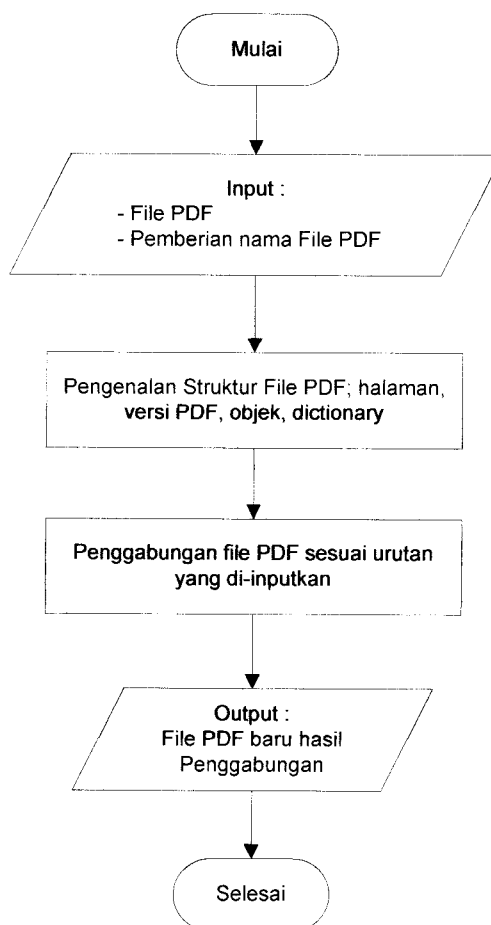 Mulai
Input :
- File PDF
- Pemberian nama File PDF
Pengenalan Struktur File PDF; halaman,
versi PDF, objek, dictionary
Penggabungan file PDF sesuai urutan
yang di-inputkan
Output :
File PDF baru hasil
Penggabungan
Selesai